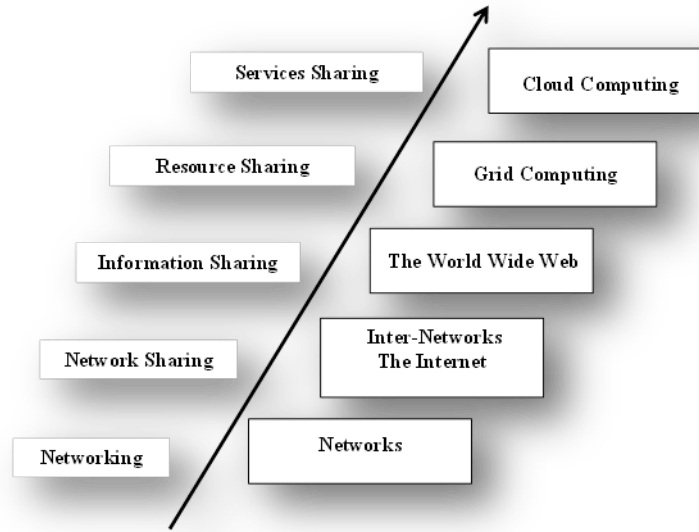 Services Sharing
Cloud Computing
Resource Sharing
Grid Computing
Information Sharing
The World Wide Web
Network Sharing
Inter-Networks
The Internet
Networking
Networks